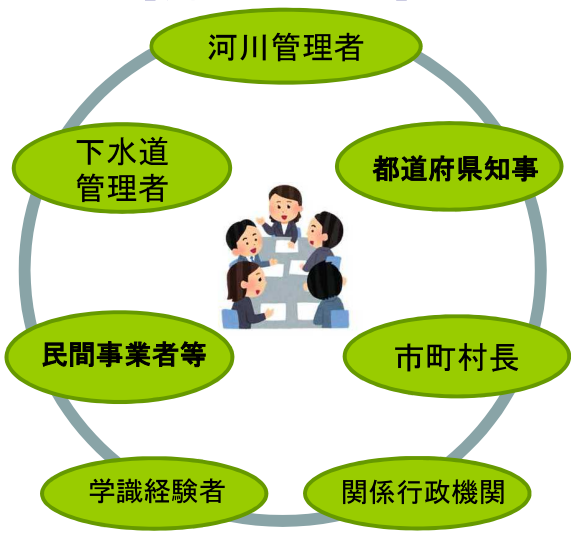 河川管理者
下水道
管理者
都道府県知事
民間事業者等
市町村長
学識経験者
関係行政機関